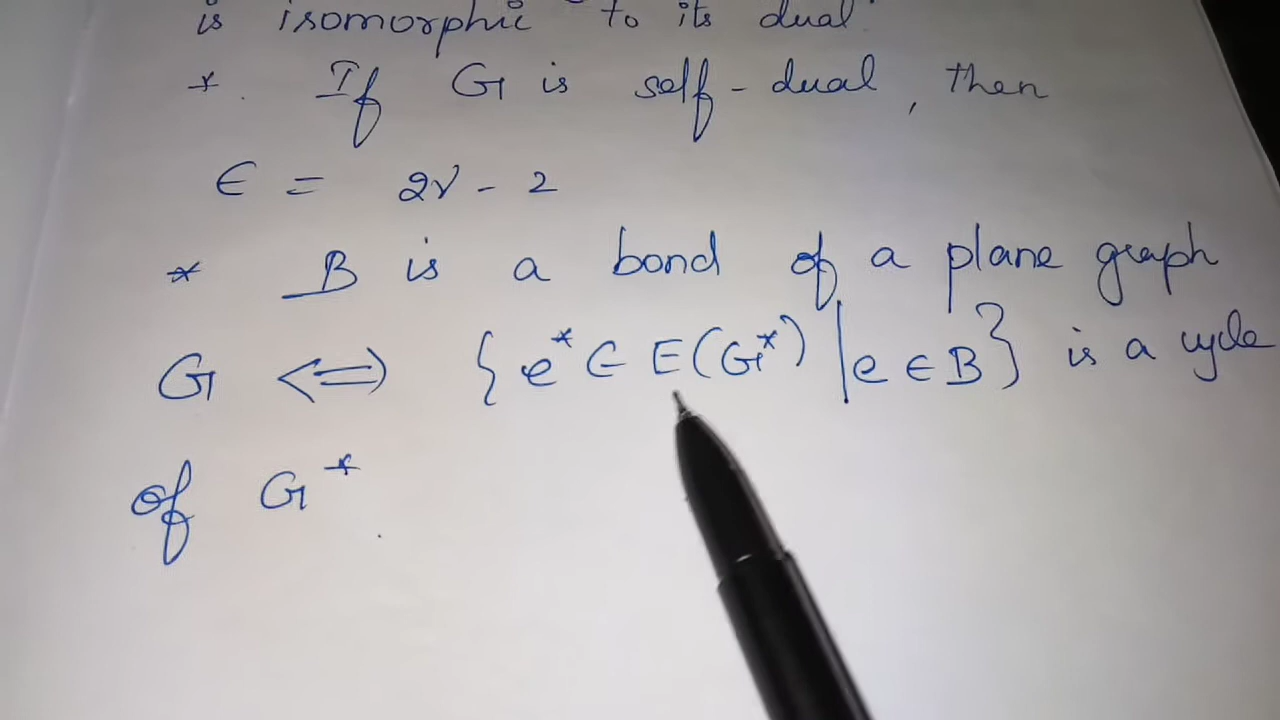 is isomorphic to its dual
* . If G is self-dual, then
ϵ = 2ν - 2
* B is a bond of a plane graph
G <=> {e* ∈ E(G*) | e ∈ B} is a cycle
of G* .